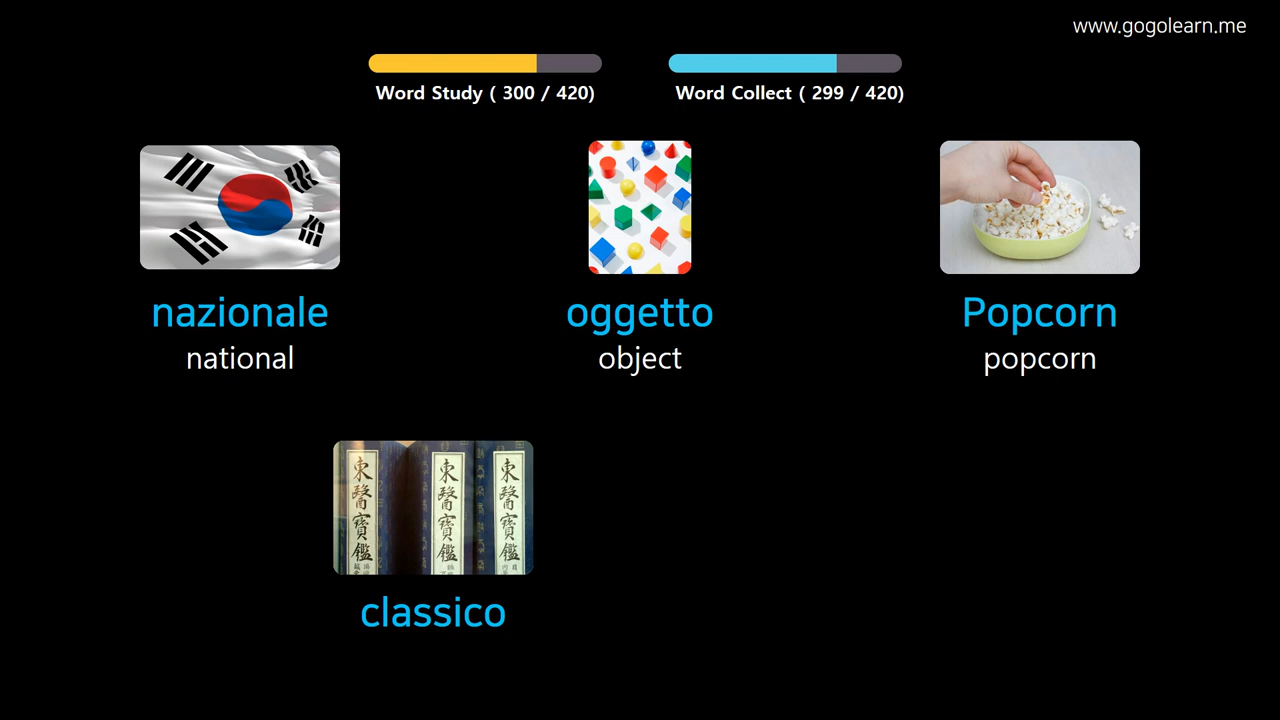 www.gogolearn.me
Word Study ( 300 / 420)
Word Collect ( 299 / 420)
nazionale
national
oggetto
object
Popcorn
popcorn
東醫寶鑑
東醫寶鑑
東醫寶鑑
classico